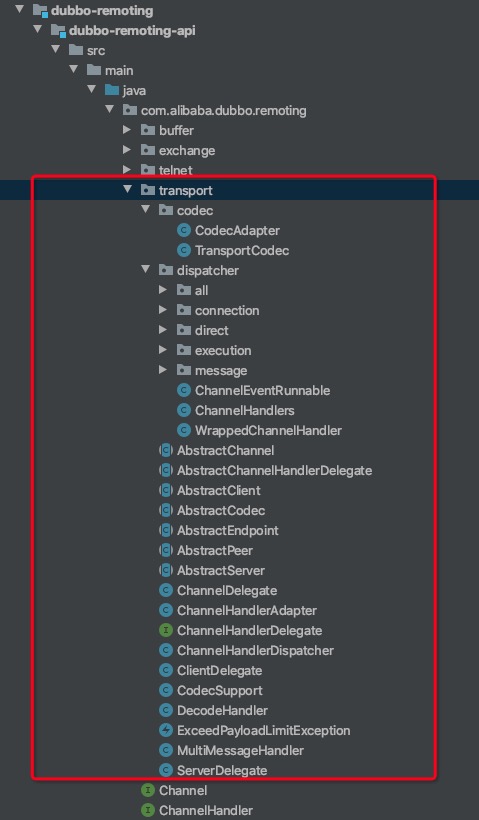 dubbo-remoting
dubbo-remoting-api
src
main
java
com.alibaba.dubbo.remoting
buffer
exchange
telnet
transport
codec
CodecAdapter
TransportCodec
dispatcher
all
connection
direct
execution
message
ChannelEventRunnable
ChannelHandlers
WrappedChannelHandler
AbstractChannel
AbstractChannelHandlerDelegate
AbstractClient
AbstractCodec
AbstractEndpoint
AbstractPeer
AbstractServer
ChannelDelegate
ChannelHandlerAdapter
ChannelHandlerDelegate
ChannelHandlerDispatcher
ClientDelegate
CodecSupport
DecodeHandler
ExceedPayloadLimitException
MultiMessageHandler
ServerDelegate
Channel
ChannelHandler